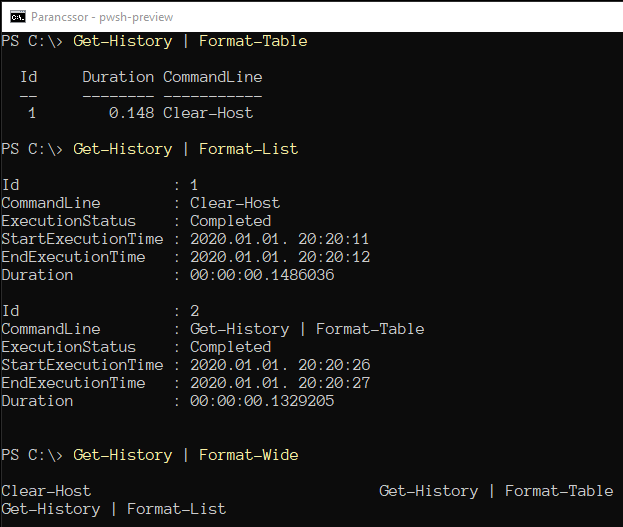 Parancssor - pwsh-preview
PS C:\> Get-History | Format-Table
Id Duration CommandLine
-- -------- -----------
1 0.148 Clear-Host
PS C:\> Get-History | Format-List
Id : 1
CommandLine : Clear-Host
ExecutionStatus : Completed
StartExecutionTime : 2020.01.01. 20:20:11
EndExecutionTime : 2020.01.01. 20:20:12
Duration : 00:00:00.1486036
Id : 2
CommandLine : Get-History | Format-Table
ExecutionStatus : Completed
StartExecutionTime : 2020.01.01. 20:20:26
EndExecutionTime : 2020.01.01. 20:20:27
Duration : 00:00:00.1329205
PS C:\> Get-History | Format-Wide
Clear-Host Get-History | Format-Table
Get-History | Format-List